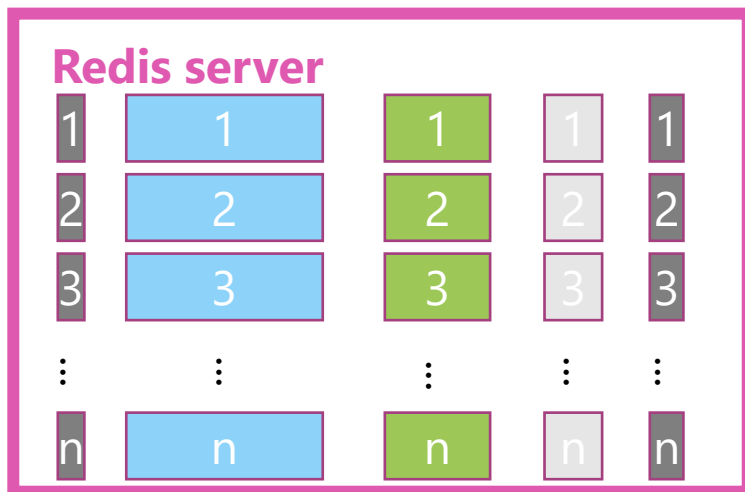 Redis server
1 1 1 1 1
2 2 2 2 2
3 3 3 3 3
⋮ ⋮ ⋮ ⋮ ⋮
n n n n n